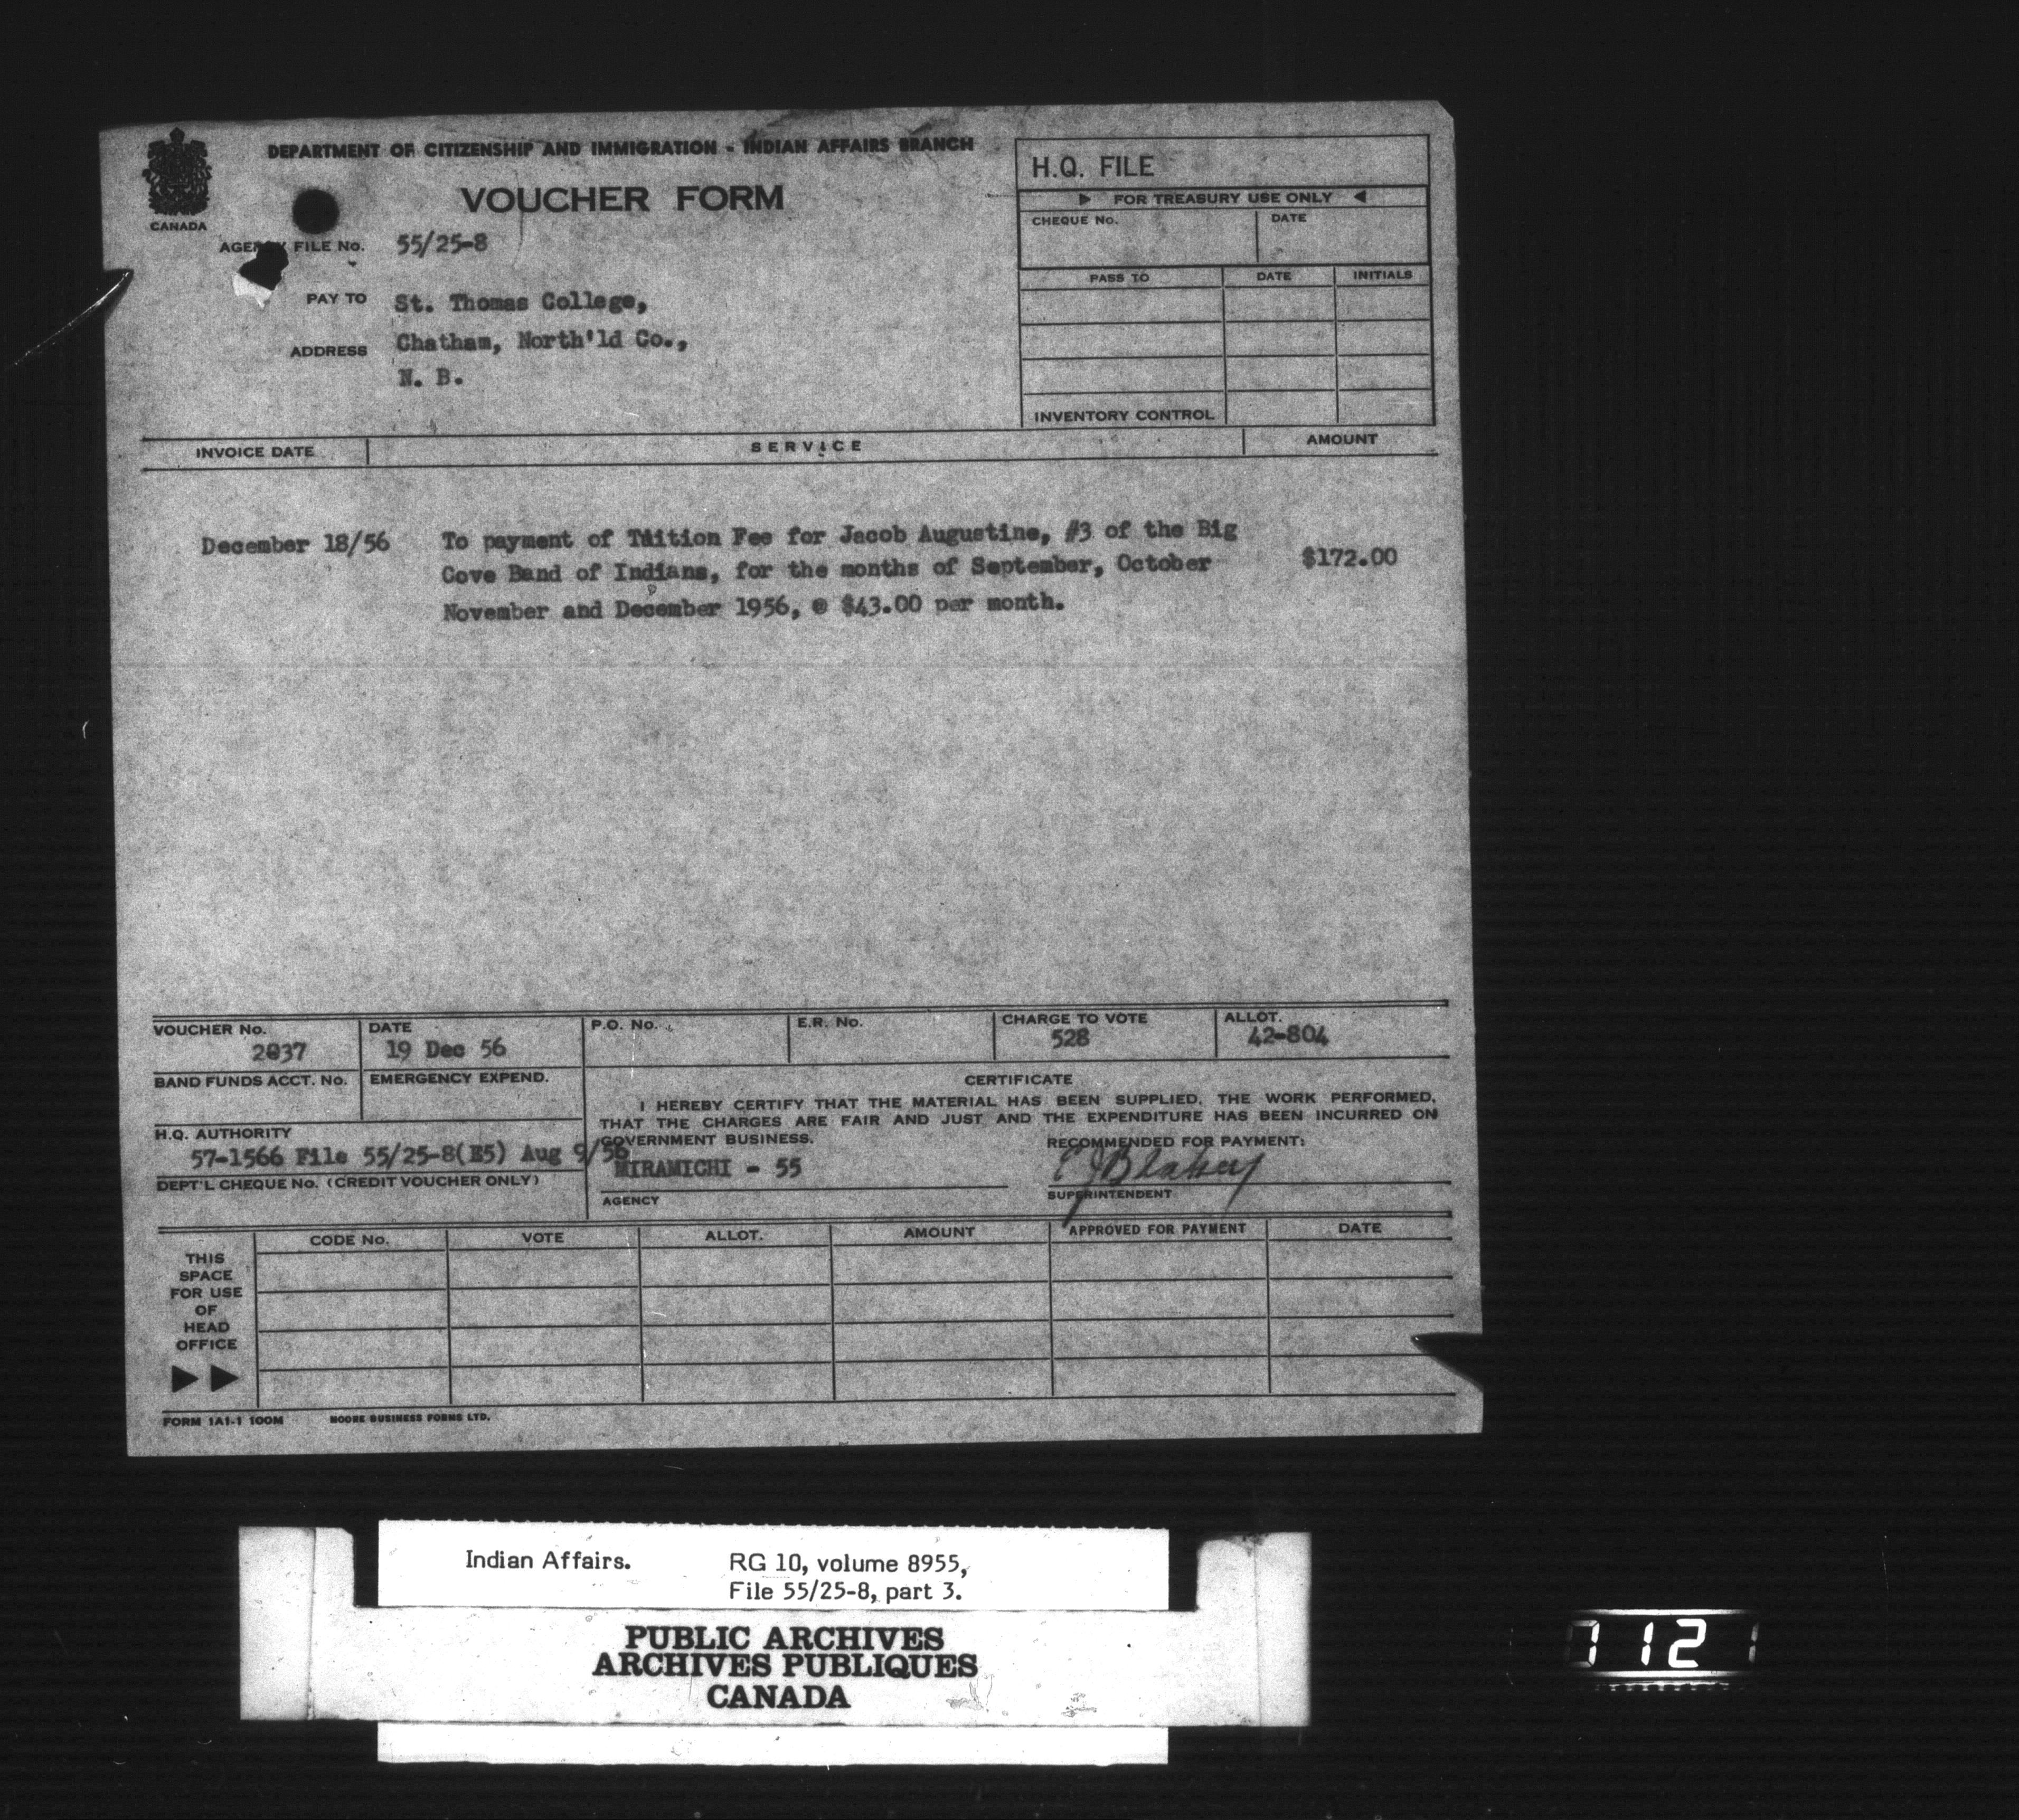 DEPARTMENT OF CITIZENSHIP AND IMMIGRATION - INDIAN AFFAIRS BRANCH
VOUCHER FORM
CANADA
AGENCY FILE No. 55/25-8
PAY TO St. Thomas College,
ADDRESS Chatham, North'ld Co.,
N. B.
H.Q. FILE
FOR TREASURY USE ONLY
CHEQUE No. DATE
PASS TO DATE INITIALS
INVENTORY CONTROL
INVOICE DATE SERVICE AMOUNT
December 18/56 To payment of Tuition Fee for Jacob Augustine, #3 of the Big
Cove Band of Indians, for the months of September, October $172.00
November and December 1956, @ $43.00 per month.
VOUCHER No. DATE P.O. No. E.R. No. CHARGE TO VOTE ALLOT.
2037 19 Dec 56 528 42-804
BAND FUNDS ACCT. No. EMERGENCY EXPEND.
CERTIFICATE
I HEREBY CERTIFY THAT THE MATERIAL HAS BEEN SUPPLIED, THE WORK PERFORMED,
THAT THE CHARGES ARE FAIR AND JUST AND THE EXPENDITURE HAS BEEN INCURRED ON
GOVERNMENT BUSINESS.
H.Q. AUTHORITY
57-1566 File 55/25-8(E5) Aug 9/56
RECOMMENDED FOR PAYMENT:
MIRAMICHI - 55
E J Blakey
DEPT'L CHEQUE No. (CREDIT VOUCHER ONLY)
AGENCY SUPERINTENDENT
CODE No. VOTE ALLOT. AMOUNT APPROVED FOR PAYMENT DATE
THIS
SPACE
FOR USE
OF
HEAD
OFFICE
FORM 1A1-1 100M MOORE BUSINESS FORMS LTD.
Indian Affairs. RG 10, volume 8955,
File 55/25-8, part 3.
PUBLIC ARCHIVES
ARCHIVES PUBLIQUES
CANADA
7121